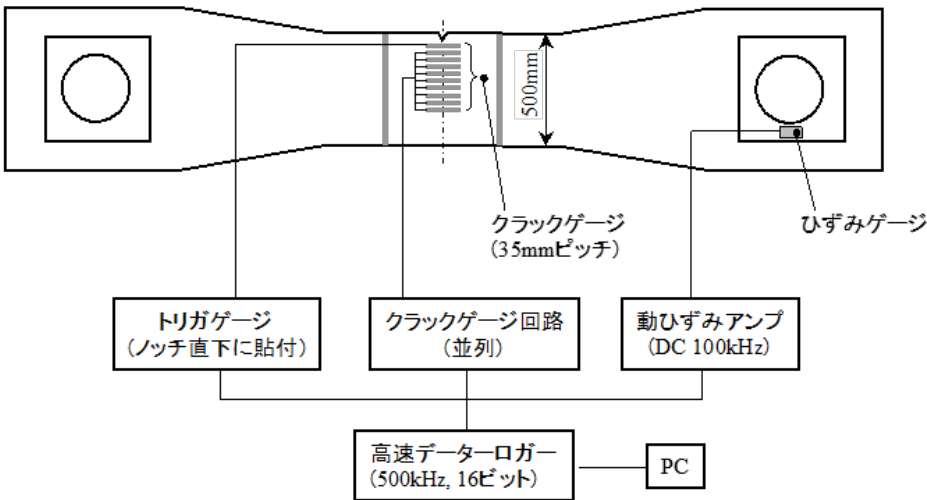 500mm
クラックゲージ
(35mmピッチ)
ひずみゲージ
トリガゲージ
(ノッチ直下に貼付)
クラックゲージ回路
(並列)
動ひずみアンプ
(DC 100kHz)
高速データーロガー
(500kHz, 16ビット)
PC